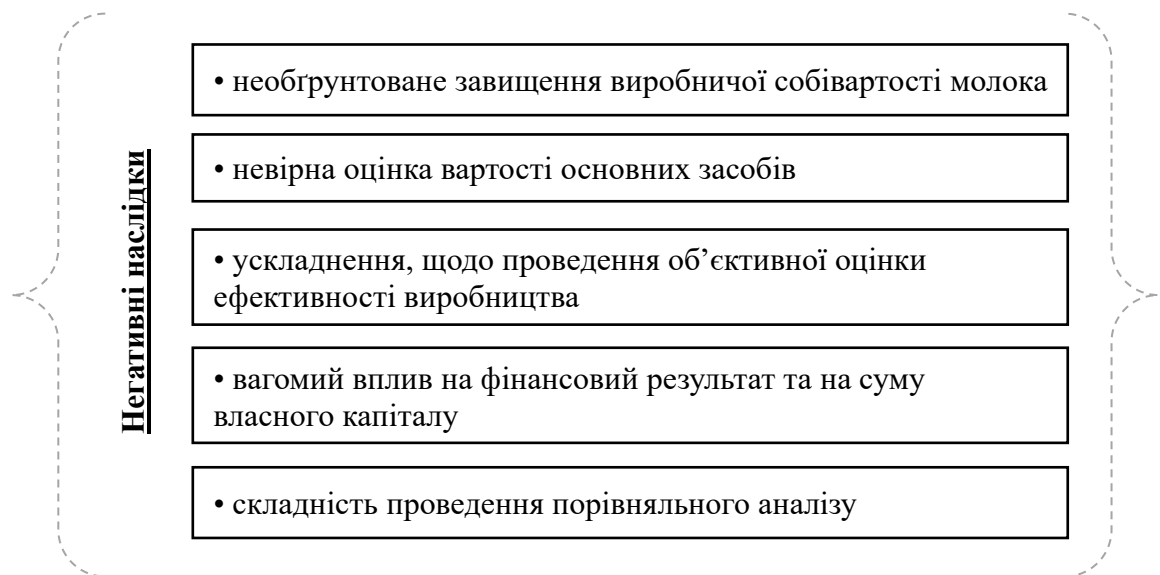 Негативні наслідки
• необґрунтоване завищення виробничої собівартості молока
• невірна оцінка вартості основних засобів
• ускладнення, щодо проведення об’єктивної оцінки
ефективності виробництва
• вагомий вплив на фінансовий результат та на суму
власного капіталу
• складність проведення порівняльного аналізу